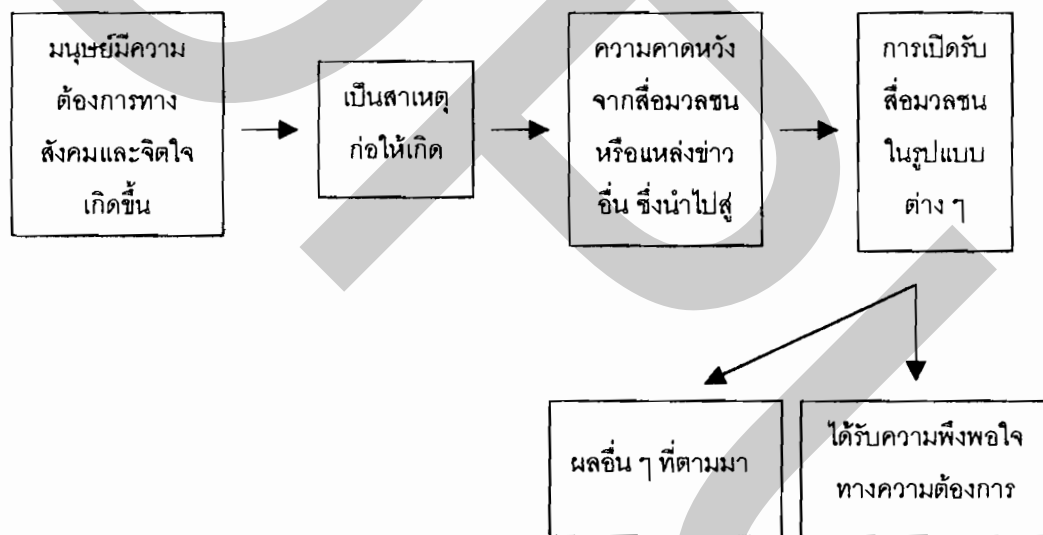 มนุษย์มีความ
ต้องการทาง
สังคมและจิตใจ
เกิดขึ้น
เป็นสาเหตุ
ก่อให้เกิด
ความคาดหวัง
จากสื่อมวลชน
หรือแหล่งข่าว
อื่น ซึ่งนำไปสู่
การเปิดรับ
สื่อมวลชน
ในรูปแบบ
ต่าง ๆ
ผลอื่น ๆ ที่ตามมา
ได้รับความพึงพอใจ
ทางความต้องการ